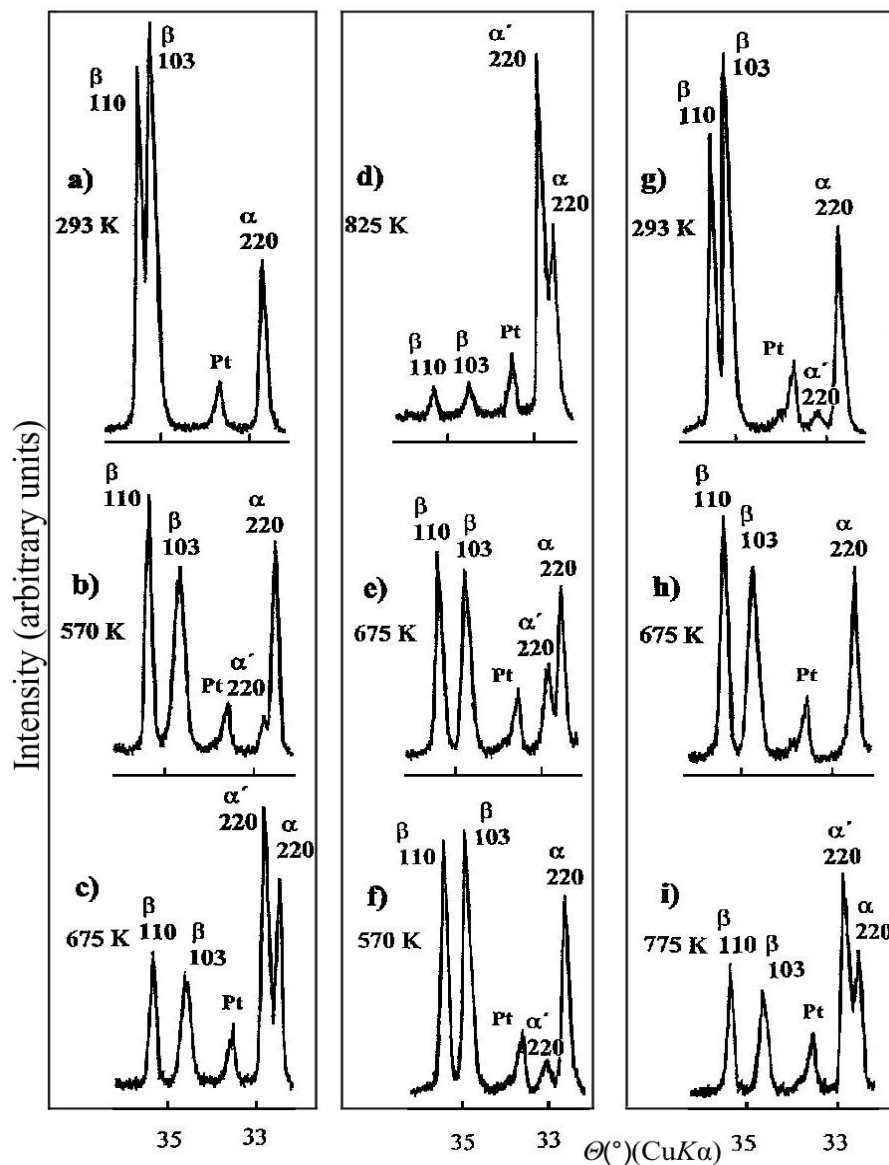 Intensity (arbitrary units)
a)
293 K
β
110
β
103
Pt
α
220
b)
570 K
β
110
β
103
Pt
α´
220
α
220
c)
675 K
β
110
β
103
Pt
α´
220
α
220
35
33
d)
825 K
β
110
β
103
Pt
α´
220
α
220
e)
675 K
β
110
β
103
Pt
α´
220
α
220
f)
570 K
β
110
β
103
Pt
α´
220
α
220
35
33
g)
293 K
β
110
β
103
Pt
α´
220
α
220
h)
675 K
β
110
β
103
Pt
α
220
i)
775 K
β
110
β
103
Pt
α´
220
α
220
35
33
Θ(°)(CuKα)